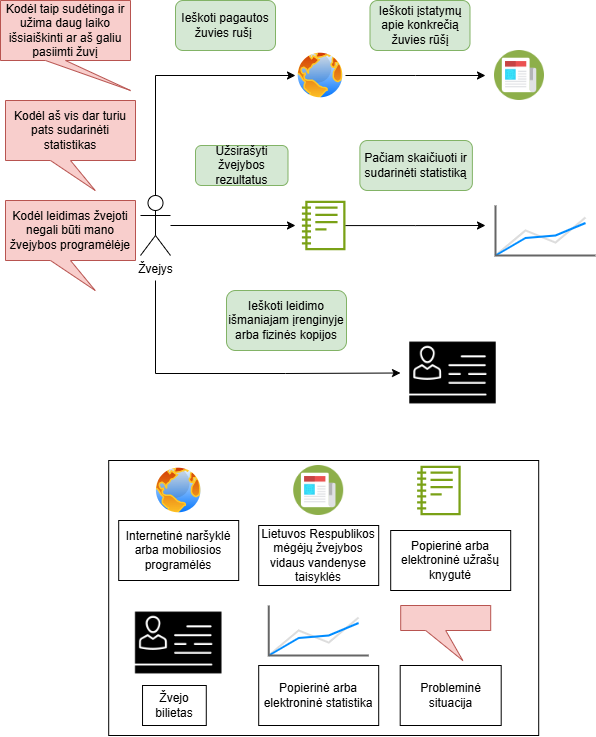 Kodėl taip sudėtinga ir
užima daug laiko
išsiaiškinti ar aš galiu
pasiimti žuvį
Ieškoti pagautos
žuvies rušį
Ieškoti įstatymų
apie konkrečią
žuvies rūšį
Kodėl aš vis dar turiu
pats sudarinėti
statistikas
Užsirašyti
žvejybos
rezultatus
Pačiam skaičiuoti ir
sudarinėti statistiką
Kodėl leidimas žvejoti
negali būti mano
žvejybos programėlėje
Žvejys
Ieškoti leidimo
išmaniajam įrenginyje
arba fizinės kopijos
Internetinė naršyklė
arba mobiliosios
programėlės
Lietuvos Respublikos
mėgėjų žvejybos
vidaus vandenyse
taisyklės
Popierinė arba
elektroninė užrašų
knygutė
Žvejo
bilietas
Popierinė arba
elektroninė statistika
Probleminė
situacija